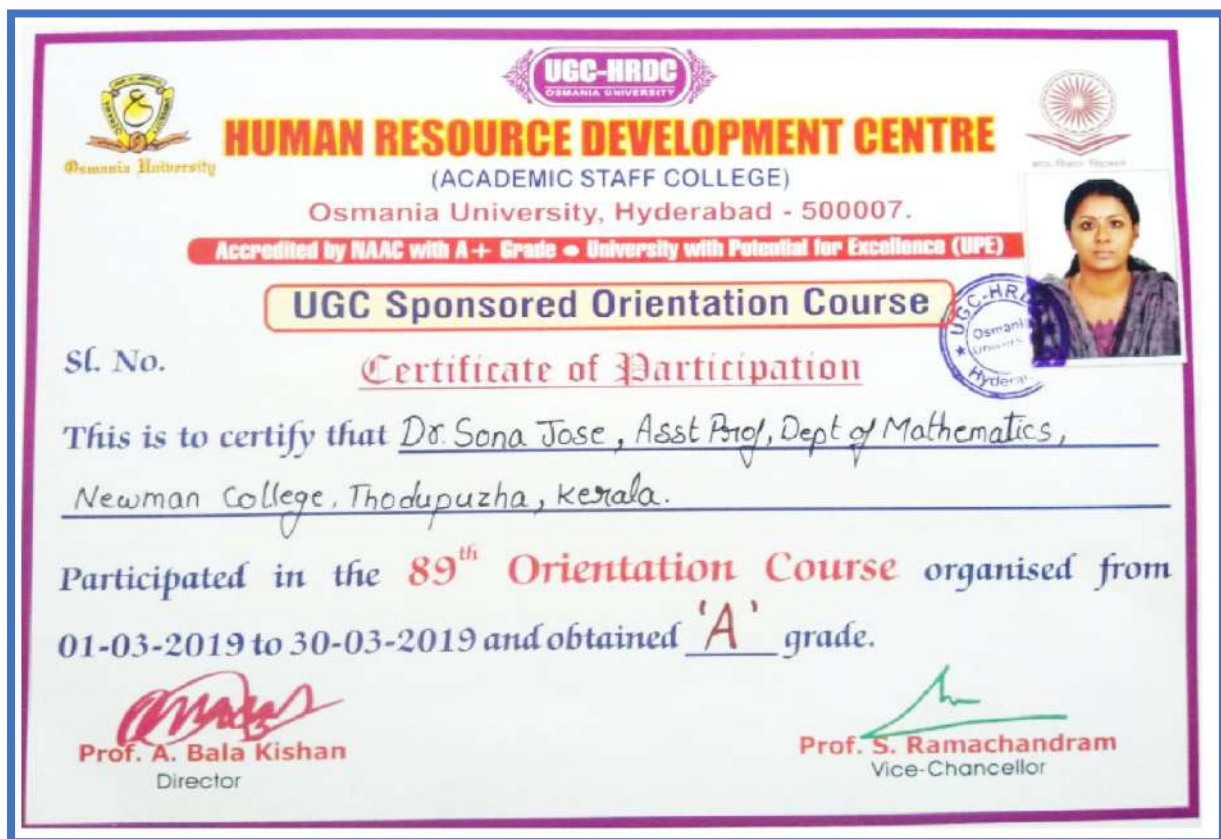 UGC-HRDC
OSMANIA UNIVERSITY
Osmania University
HUMAN RESOURCE DEVELOPMENT CENTRE
(ACADEMIC STAFF COLLEGE)
Osmania University, Hyderabad - 500007.
Accredited by NAAC with A+ Grade ● University with Potential for Excellence (UPE)
UGC Sponsored Orientation Course
UGC-HRD
Osmania
Univers
Hydera
Sl. No.
Certificate of Participation
This is to certify that Dr. Sona Jose, Asst Prof, Dept of Mathematics,
Newman College, Thodupuzha, Kerala.
Participated in the 89th Orientation Course organised from
01-03-2019 to 30-03-2019 and obtained 'A' grade.
Prof. A. Bala Kishan
Director
Prof. S. Ramachandram
Vice-Chancellor